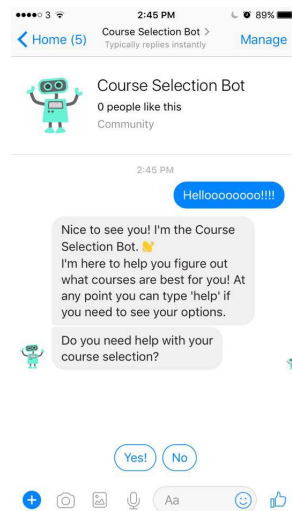 3 2:45 PM 89%
Home (5) Course Selection Bot > Manage
Typically replies instantly
Course Selection Bot
0 people like this
Community
2:45 PM
Helloooooooo!!!!
Nice to see you! I'm the Course
Selection Bot. 👋
I'm here to help you figure out
what courses are best for you! At
any point you can type 'help' if
you need to see your options.
Do you need help with your
course selection?
Yes! No
Aa